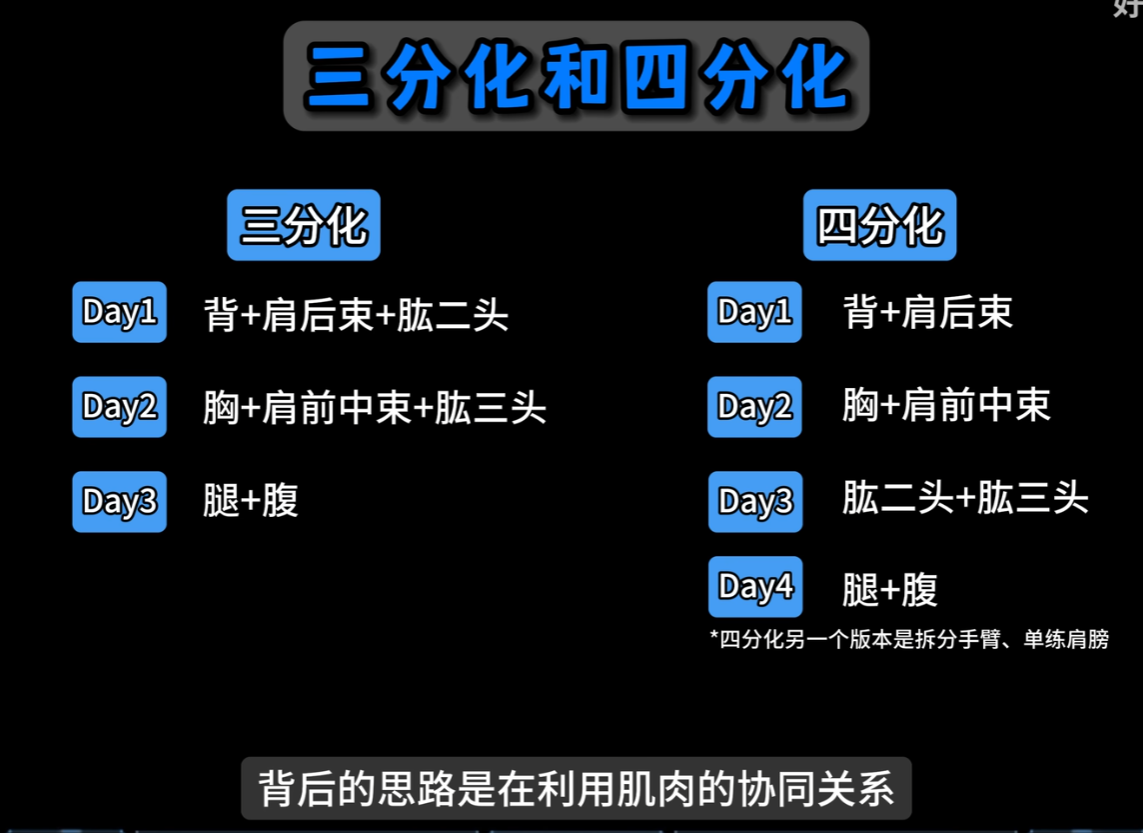 好
三分化和四分化
三分化
Day1 背+肩后束+肱二头
Day2 胸+肩前中束+肱三头
Day3 腿+腹
四分化
Day1 背+肩后束
Day2 胸+肩前中束
Day3 肱二头+肱三头
Day4 腿+腹
*四分化另一个版本是拆分手臂、单练肩膀
背后的思路是在利用肌肉的协同关系